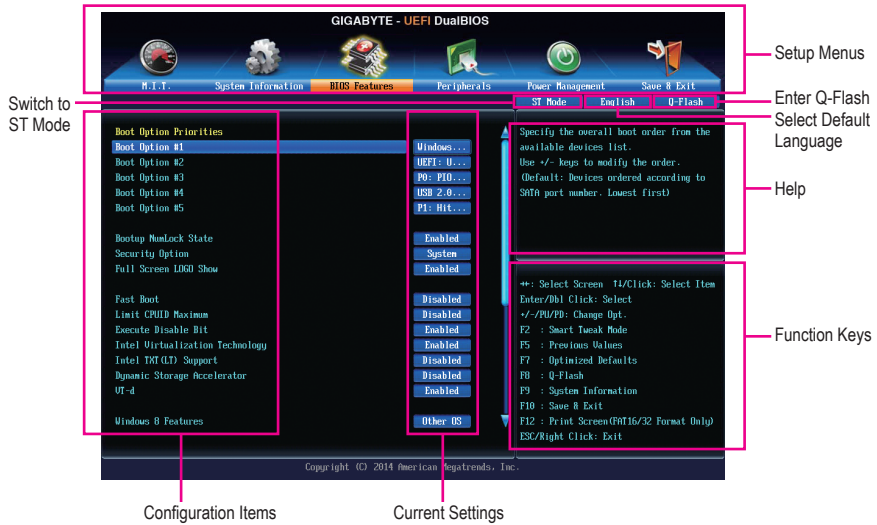 GIGABYTE - UEFI DualBIOS
M.I.T. System Information BIOS Features Peripherals Power Management Save & Exit
Setup Menus
ST Mode English Q-Flash
Switch to
ST Mode
Enter Q-Flash
Select Default
Language
Boot Option Priorities
Boot Option #1 Windows...
Boot Option #2 UEFI: U...
Boot Option #3 P0: PIO...
Boot Option #4 USB 2.0...
Boot Option #5 P1: Hit...
Bootup NumLock State Enabled
Security Option System
Full Screen LOGO Show Enabled
Fast Boot Disabled
Limit CPUID Maximum Disabled
Execute Disable Bit Enabled
Intel Virtualization Technology Enabled
Intel TXT(LT) Support Disabled
Dynamic Storage Accelerator Disabled
VT-d Enabled
Windows 8 Features Other OS
Specify the overall boot order from the
available devices list.
Use +/- keys to modify the order.
(Default: Devices ordered according to
SATA port number. Lowest first)
Help
→←: Select Screen ↑↓/Click: Select Item
Enter/Dbl Click: Select
+/-/PU/PD: Change Opt.
F2 : Smart Tweak Mode
F5 : Previous Values
F7 : Optimized Defaults
F8 : Q-Flash
F9 : System Information
F10 : Save & Exit
F12 : Print Screen(FAT16/32 Format Only)
ESC/Right Click: Exit
Function Keys
Copyright (C) 2014 American Megatrends, Inc.
Configuration Items
Current Settings